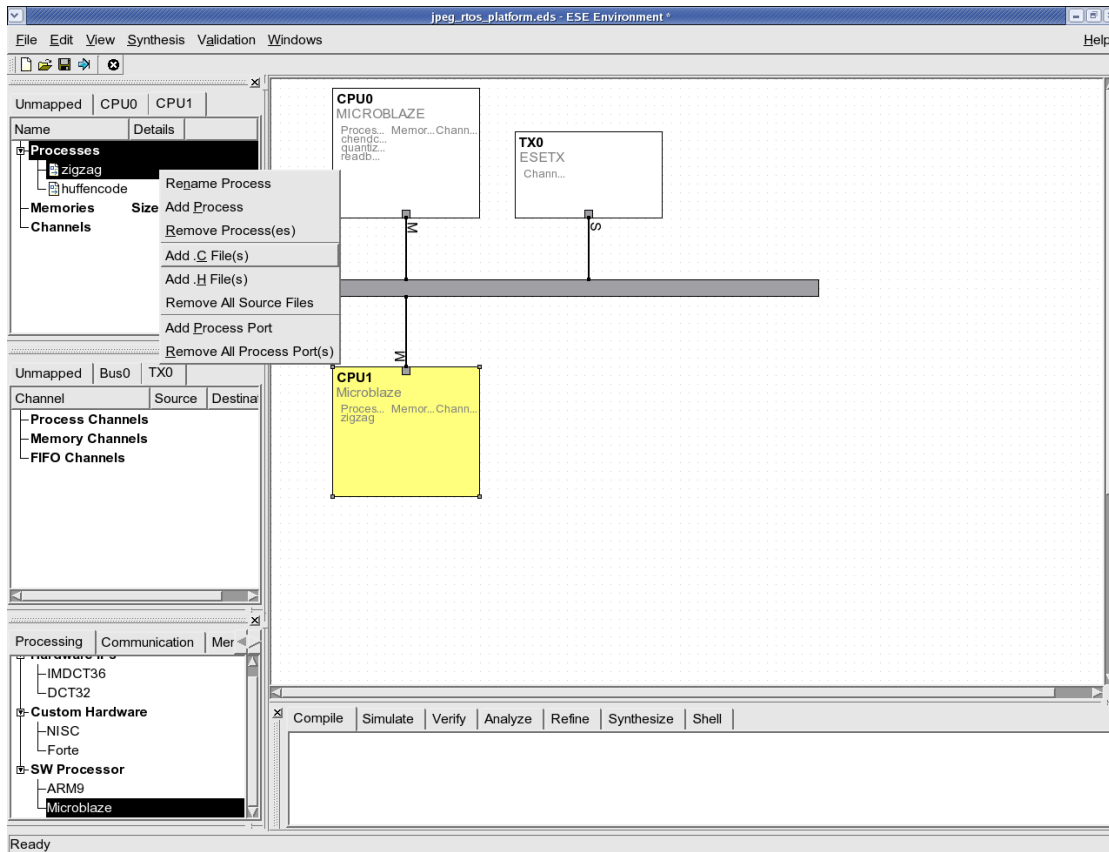 jpeg_rtos_platform.eds - ESE Environment *
File Edit View Synthesis Validation Windows Help
Unmapped CPU0 CPU1
Name Details
Processes
zigzag
huffencode
Memories Size
Channels
Rename Process
Add Process
Remove Process(es)
Add .C File(s)
Add .H File(s)
Remove All Source Files
Add Process Port
Remove All Process Port(s)
Unmapped Bus0 TX0
Channel Source Destina
Process Channels
Memory Channels
FIFO Channels
Processing Communication Mer
Hardware IPs
IMDCT36
DCT32
Custom Hardware
NISC
Forte
SW Processor
ARM9
Microblaze
CPU0
MICROBLAZE
Proces... Memor... Chann...
chendc...
quantiz...
readb...
M
TX0
ESETX
Chann...
S
M
CPU1
Microblaze
Proces... Memor... Chann...
zigzag
Compile Simulate Verify Analyze Refine Synthesize Shell
Ready